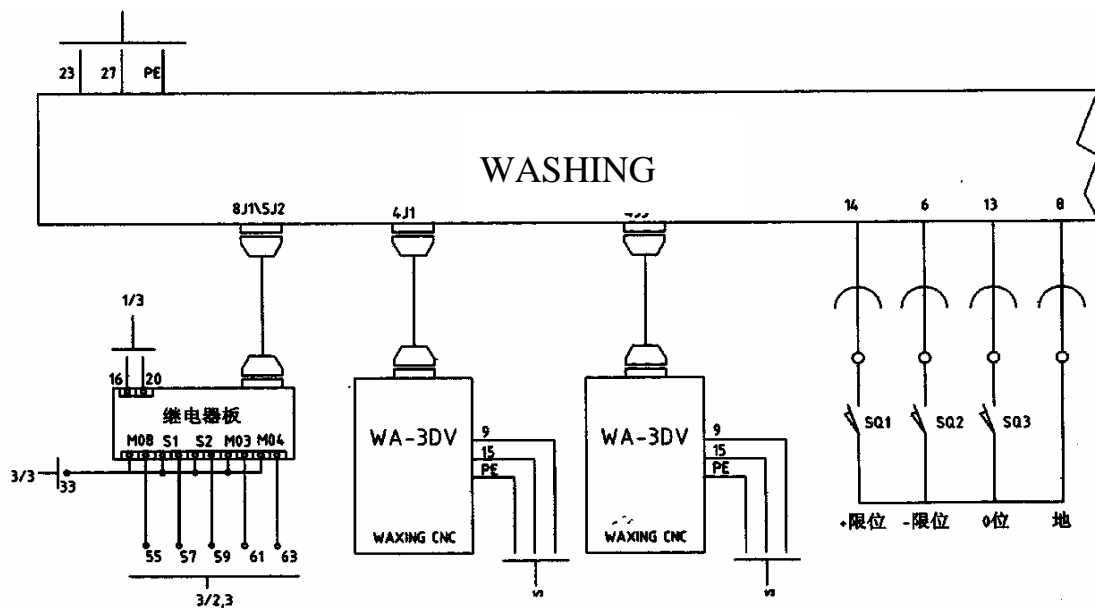 23 27 PE
WASHING
8J1\5J2
4J1
14 6 13 8
1/3
16 20
继电器板
M08 S1 S2 M03 M04
3/3
33
55 57 59 61 63
3/2,3
WA-3DV
9
15
PE
WAXING CNC
WA-3DV
9
15
PE
WAXING CNC
SQ1 SQ2 SQ3
+限位 -限位 0位 地